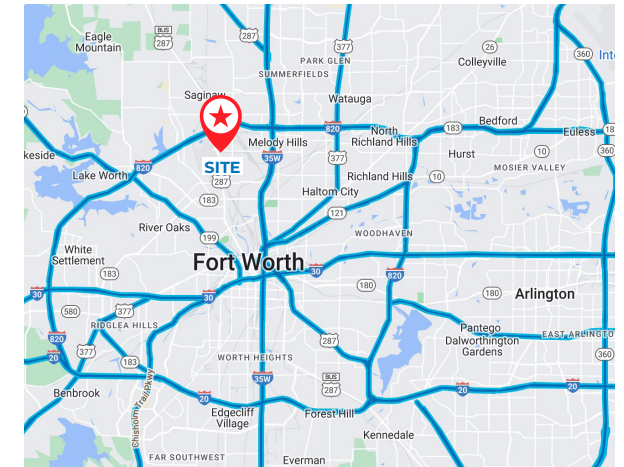 Eagle
Mountain
BUS
287
287
377
PARK GLEN
SUMMERFIELDS
26
Colleyville
360
Inte
Saginaw
Watauga
820
North
Richland Hills
183
Bedford
Euless
183
Melody Hills
35W
377
Hurst
10
10
360
MOSIER VALLEY
keside
820
Lake Worth
SITE
287
183
Richland Hills
Haltom City
121
River Oaks
199
WOODHAVEN
White
Settlement
183
Fort Worth
30
820
180
180
Arlington
30
30
580
377
RIDGLEA HILLS
820
20
377
183
287
Pantego
Dalworthington
Gardens
EAST ARLINGTO
360
WORTH HEIGHTS
35W
BUS
287
Benbrook
Chisholm Trail Pkwy
20
20
20
Edgecliff
Village
Forest Hill
Kennedale
FAR SOUTHWEST
Everman